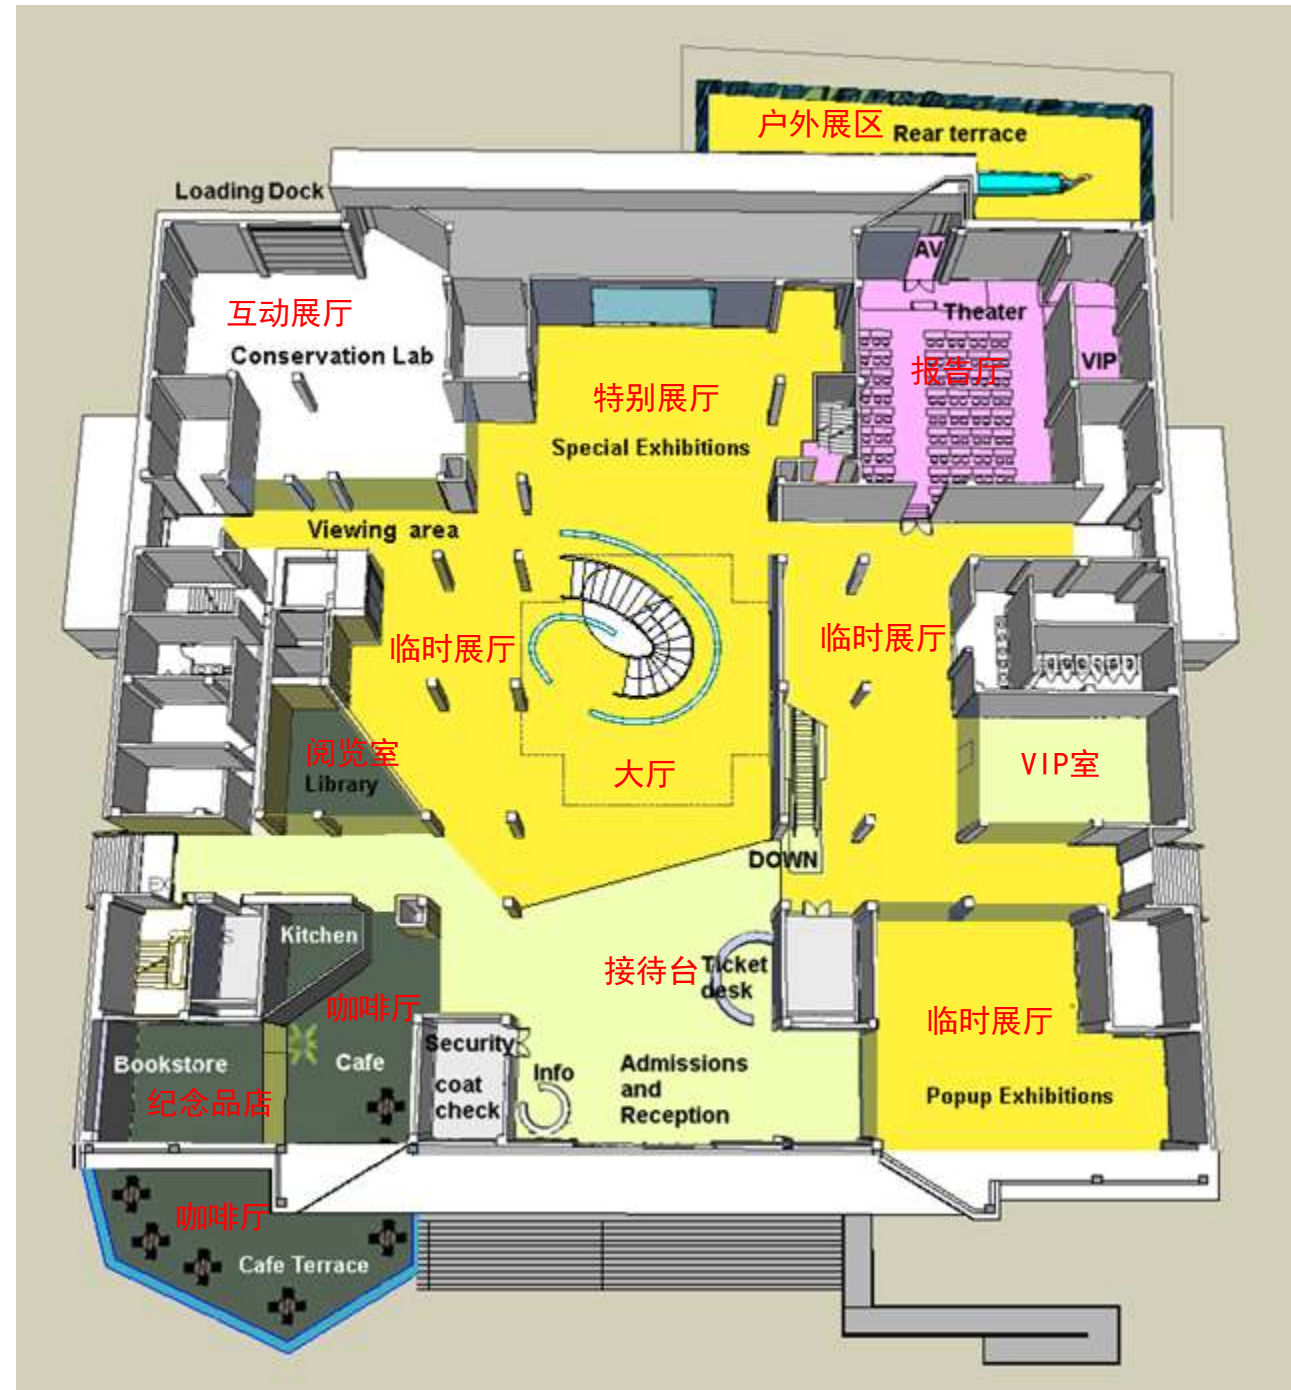 户外展区 Rear terrace
Loading Dock
AV
互动展厅
Theater
Conservation Lab
报告厅
VIP
特别展厅
Special Exhibitions
Viewing area
临时展厅
临时展厅
阅览室
Library
大厅
VIP室
DOWN
Kitchen
接待台
Ticket
desk
咖啡厅
临时展厅
Security
Bookstore
Cafe
coat
check
Info
Admissions
and
Reception
纪念品店
Popup Exhibitions
咖啡厅
Cafe Terrace